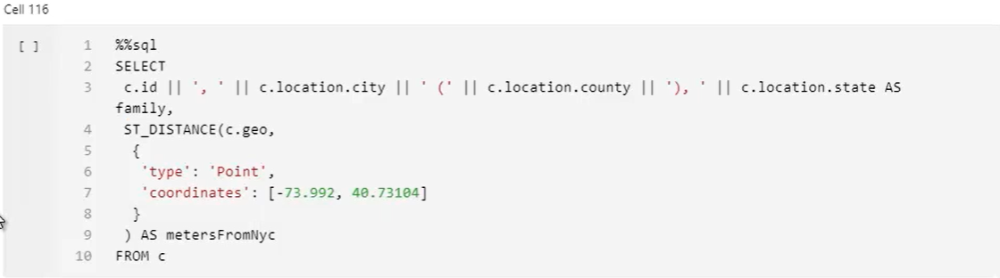 Cell 116
[ ]
1 %%sql
2 SELECT
3 c.id || ', ' || c.location.city || ' (' || c.location.county || '), ' || c.location.state AS
family,
4 ST_DISTANCE(c.geo,
5 {
6 'type': 'Point',
7 'coordinates': [-73.992, 40.73104]
8 }
9 ) AS metersFromNyc
10 FROM c